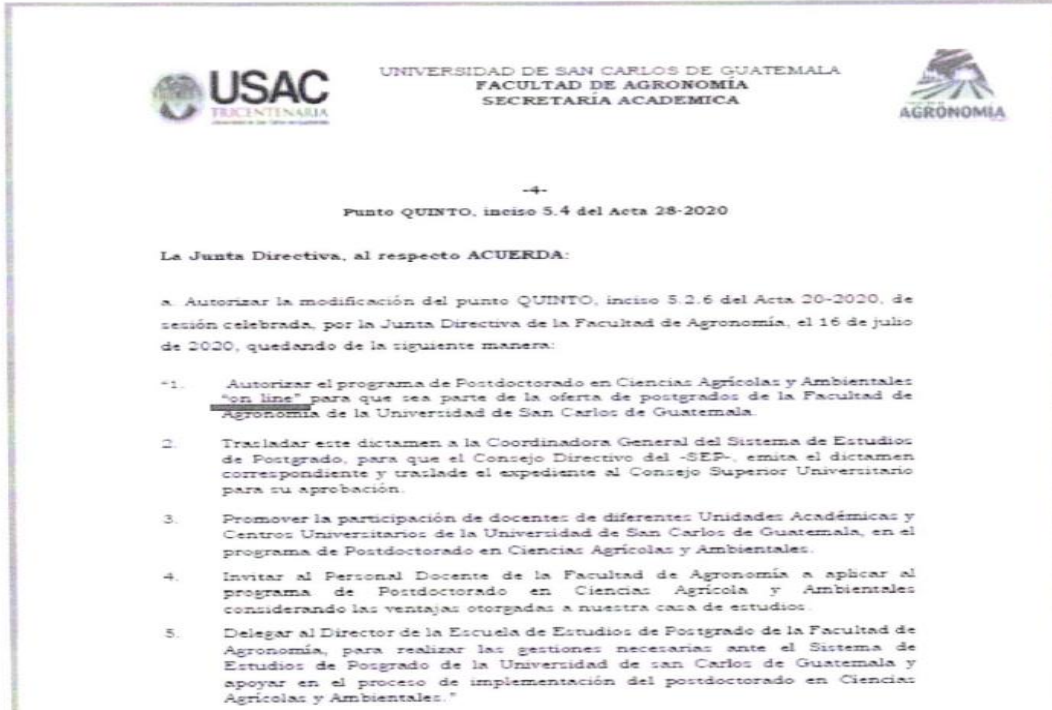 USAC
TRICENTENARIA
UNIVERSIDAD DE SAN CARLOS DE GUATEMALA
FACULTAD DE AGRONOMÍA
SECRETARÍA ACADEMICA
AGRONOMIA
-4-
Punto QUINTO, inciso 5.4 del Acta 28-2020
La Junta Directiva, al respecto ACUERDA:
a. Autorizar la modificación del punto QUINTO, inciso 5.2.6 del Acta 20-2020, de
sesión celebrada, por la Junta Directiva de la Facultad de Agronomía, el 16 de julio
de 2020, quedando de la siguiente manera:
"1. Autorizar el programa de Postdoctorado en Ciencias Agrícolas y Ambientales
"on line" para que sea parte de la oferta de postgrados de la Facultad de
Agronomía de la Universidad de San Carlos de Guatemala.
2. Trasladar este dictamen a la Coordinadora General del Sistema de Estudios
de Postgrado, para que el Consejo Directivo del -SEP-, emita el dictamen
correspondiente y traslade el expediente al Consejo Superior Universitario
para su aprobación.
3. Promover la participación de docentes de diferentes Unidades Académicas y
Centros Universitarios de la Universidad de San Carlos de Guatemala, en el
programa de Postdoctorado en Ciencias Agrícolas y Ambientales.
4. Invitar al Personal Docente de la Facultad de Agronomía a aplicar al
programa de Postdoctorado en Ciencias Agrícola y Ambientales
considerando las ventajas otorgadas a nuestra casa de estudios.
5. Delegar al Director de la Escuela de Estudios de Postgrado de la Facultad de
Agronomía, para realizar las gestiones necesarias ante el Sistema de
Estudios de Posgrado de la Universidad de san Carlos de Guatemala y
apoyar en el proceso de implementación del postdoctorado en Ciencias
Agrícolas y Ambientales."